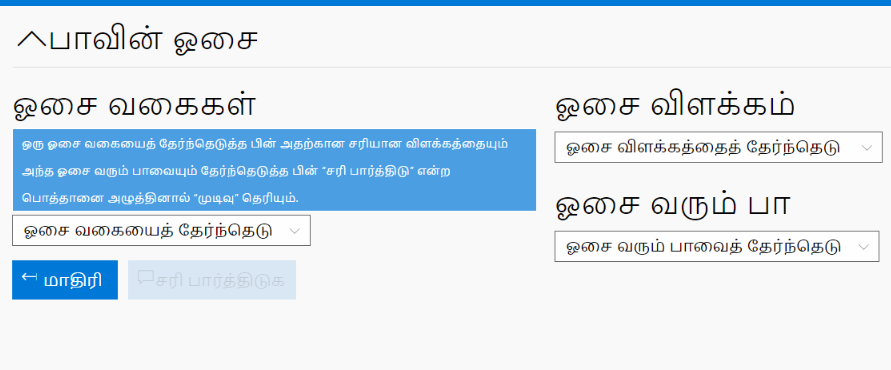 பாவின் ஓசை
ஓசை வகைகள்
ஒரு ஓசை வகையைத் தேர்ந்தெடுத்த பின் அதற்கான சரியான விளக்கத்தையும்
அந்த ஓசை வரும் பாவையும் தேர்ந்தெடுத்த பின் "சரி பார்த்திடு" என்ற
பொத்தானை அழுத்தினால் "முடிவு" தெரியும்.
ஓசை வகையைத் தேர்ந்தெடு
மாதிரி
சரி பார்த்திடுக
ஓசை விளக்கம்
ஓசை விளக்கத்தைத் தேர்ந்தெடு
ஓசை வரும் பா
ஓசை வரும் பாவைத் தேர்ந்தெடு